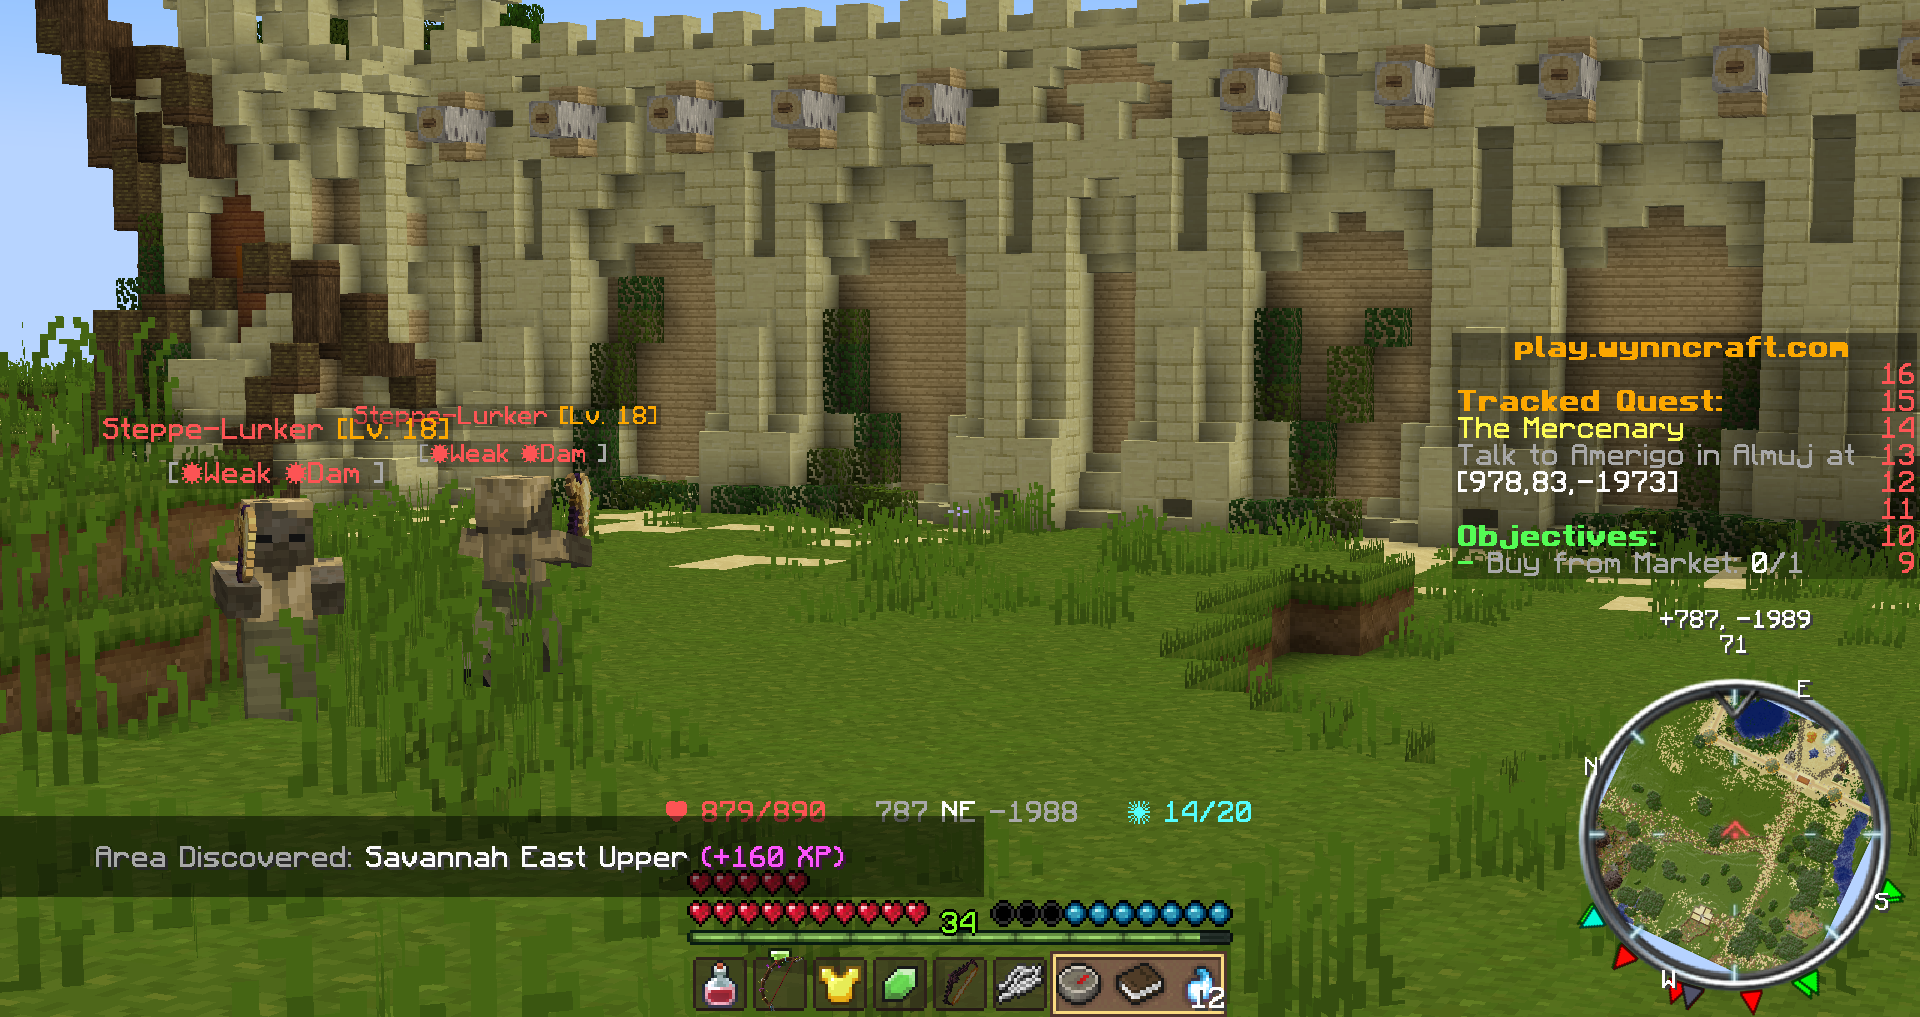 play.wynncraft.com
16
Tracked Quest: 15
The Mercenary 14
Talk to Amerigo in Almuj at 13
[978,83,-1973] 12
11
Objectives: 10
- Buy from Market: 0/1 9
Steppe-Lurker [Lv. 18]
[✹Weak ✹Dam ]
Steppe-Lurker [Lv. 18]
[✹Weak ✹Dam ]
+787, -1989
71
E
N
S
W
879/890 787 NE -1988 14/20
Area Discovered: Savannah East Upper (+160 XP)
34
12